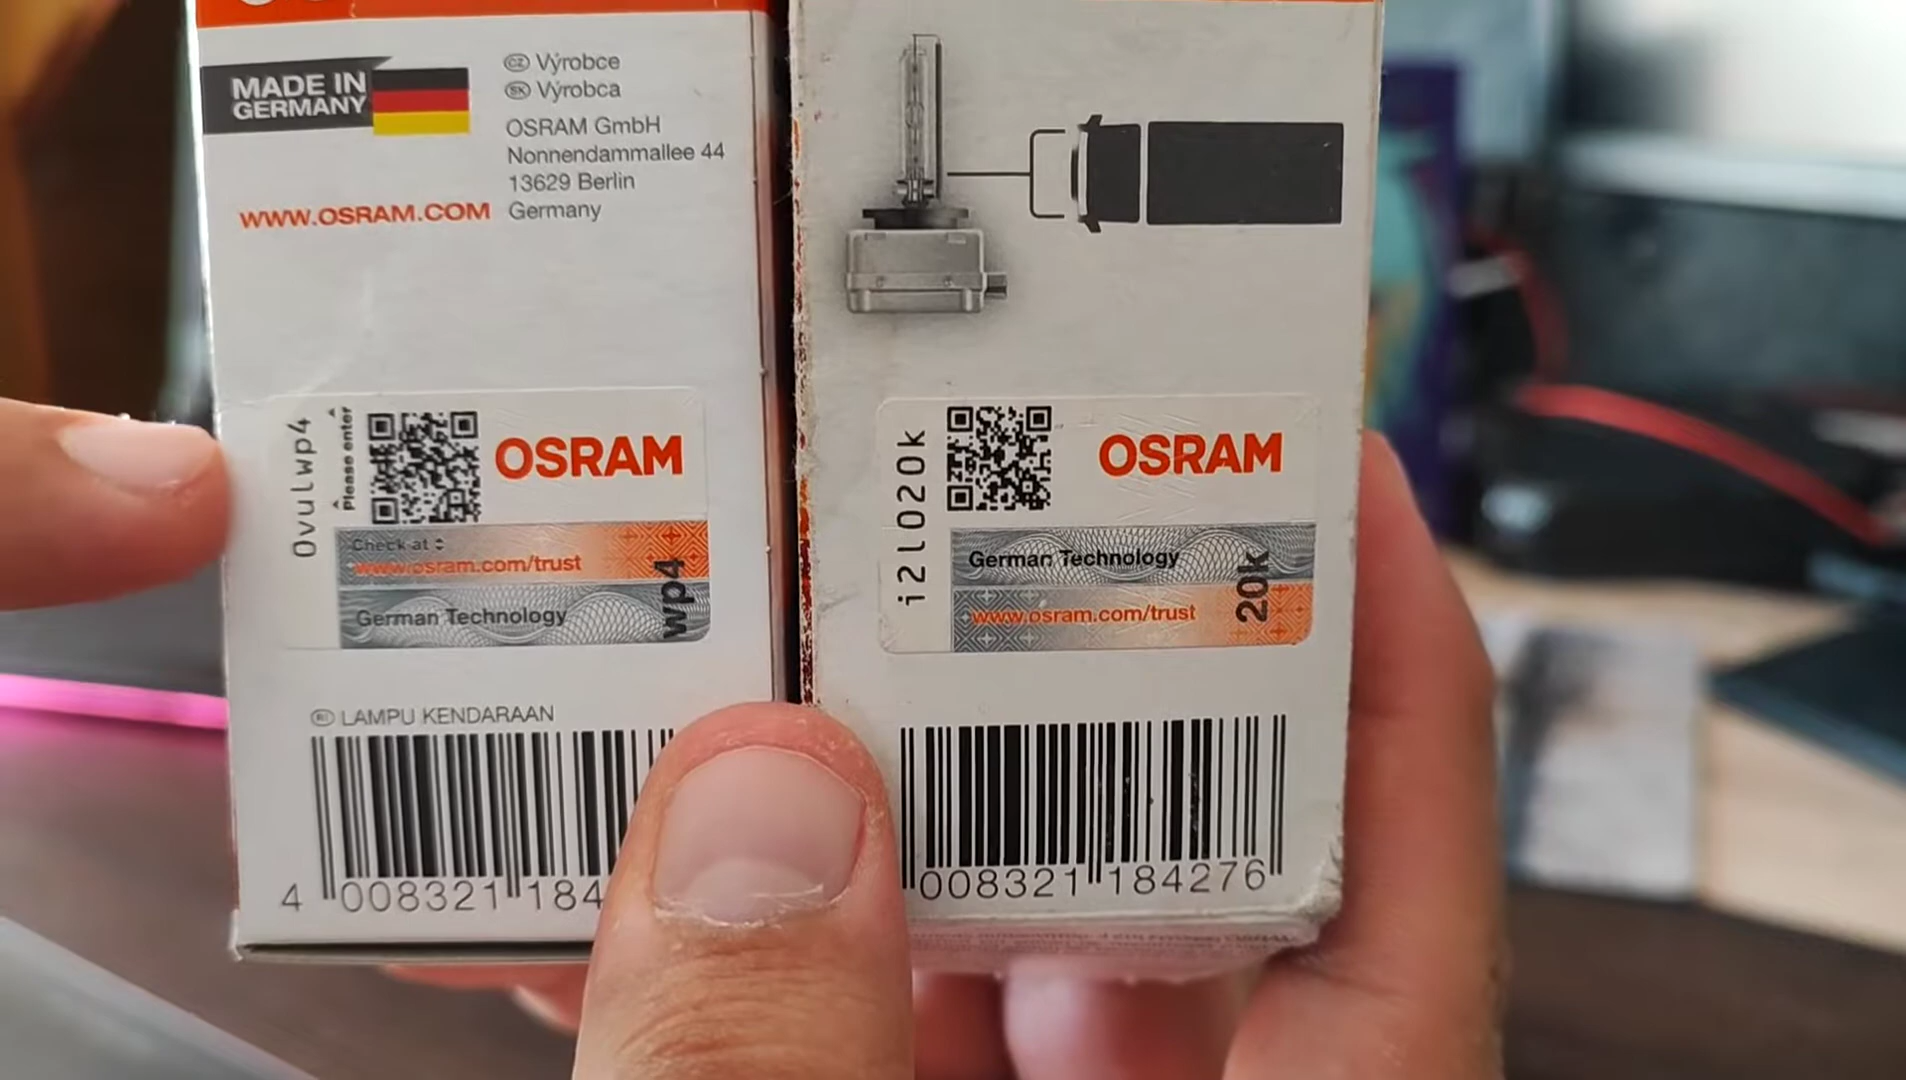 MADE IN
GERMANY
CZ Výrobce
SK Výrobca
OSRAM GmbH
Nonnendammallee 44
13629 Berlin
Germany
WWW.OSRAM.COM
0vulwp4
Please enter
OSRAM
Check at
www.osram.com/trust
German Technology
wp4
LAMPU KENDARAAN
4 008321 184
i2l020k
OSRAM
German Technology
www.osram.com/trust
20k
008321 184276